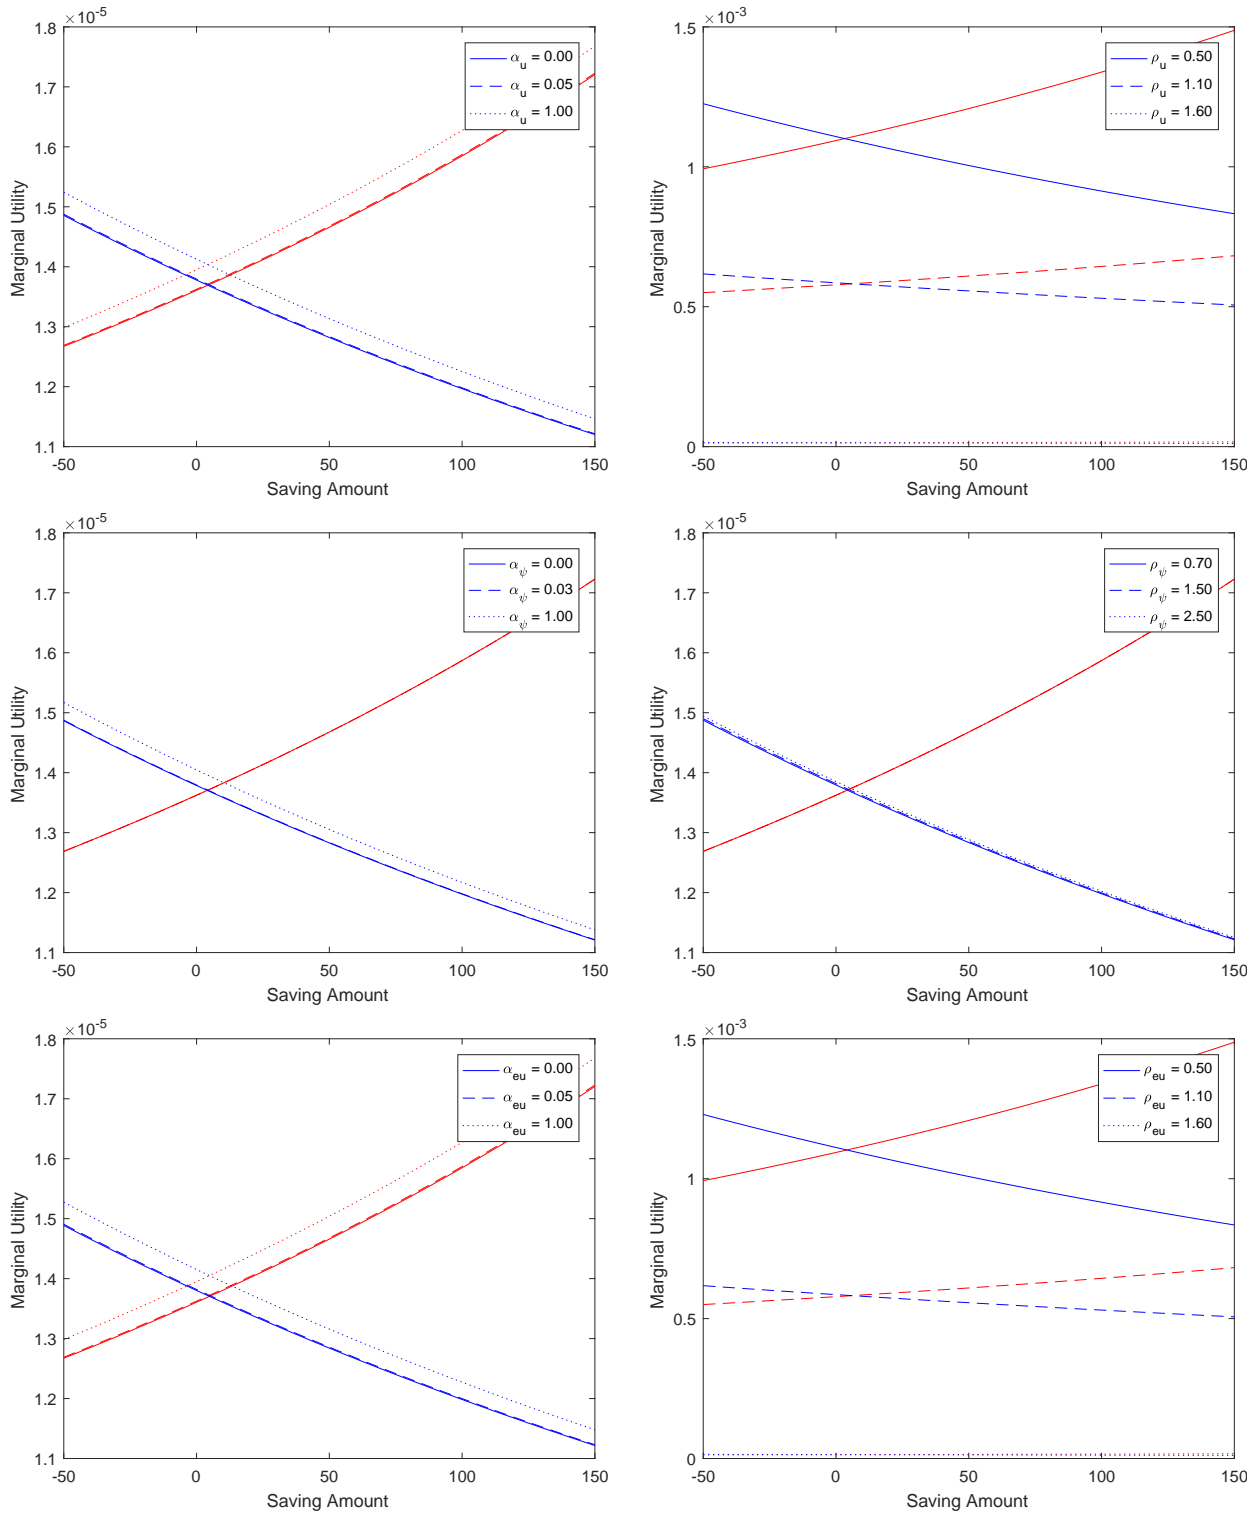 ×10-5
1.8
1.7
1.6
1.5
1.4
1.3
1.2
1.1
Marginal Utility
-50 0 50 100 150
Saving Amount
αu = 0.00
αu = 0.05
αu = 1.00
×10-3
1.5
1
0.5
0
Marginal Utility
-50 0 50 100 150
Saving Amount
ρu = 0.50
ρu = 1.10
ρu = 1.60
×10-5
1.8
1.7
1.6
1.5
1.4
1.3
1.2
1.1
Marginal Utility
-50 0 50 100 150
Saving Amount
αψ = 0.00
αψ = 0.03
αψ = 1.00
×10-5
1.8
1.7
1.6
1.5
1.4
1.3
1.2
1.1
Marginal Utility
-50 0 50 100 150
Saving Amount
ρψ = 0.70
ρψ = 1.50
ρψ = 2.50
×10-5
1.8
1.7
1.6
1.5
1.4
1.3
1.2
1.1
Marginal Utility
-50 0 50 100 150
Saving Amount
αeu = 0.00
αeu = 0.05
αeu = 1.00
×10-3
1.5
1
0.5
0
Marginal Utility
-50 0 50 100 150
Saving Amount
ρeu = 0.50
ρeu = 1.10
ρeu = 1.60